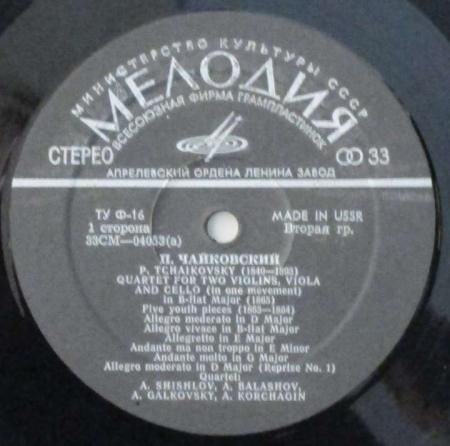 МИНИСТЕРСТВО КУЛЬТУРЫ СССР
МЕЛОДИЯ
ВСЕСОЮЗНАЯ ФИРМА ГРАМПЛАСТИНОК
СТЕРЕО 33
АПРЕЛЕВСКИЙ ОРДЕНА ЛЕНИНА ЗАВОД
ТУ Ф-16 MADE IN USSR
1 сторона Вторая гр.
33СМ—04033(а)
П. ЧАЙКОВСКИЙ
P. TCHAIKOVSKY (1840—1893)
QUARTET FOR TWO VIOLINS, VIOLA
AND CELLO (in one movement)
in B-flat Major (1865)
Five youth pieces (1863—1864)
Allegro moderato in D Major
Allegro vivace in B-flat Major
Allegretto in E Major
Andante ma non troppo in E Minor
Andante molto in G Major
Allegro moderato in D Major (Reprise No. 1)
Quartet:
A. SHISHLOV, A. BALASHOV,
A. GALKOVSKY, A. KORCHAGIN